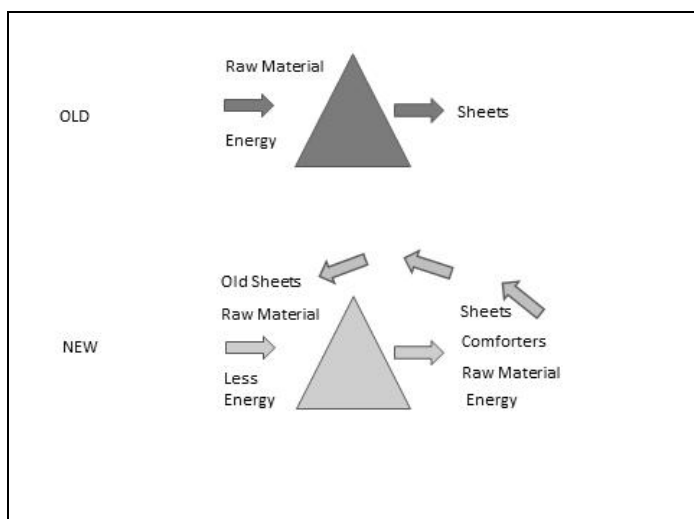 Raw Material
OLD
Energy
Sheets
Old Sheets
Raw Material
NEW
Less
Energy
Sheets
Comforters
Raw Material
Energy